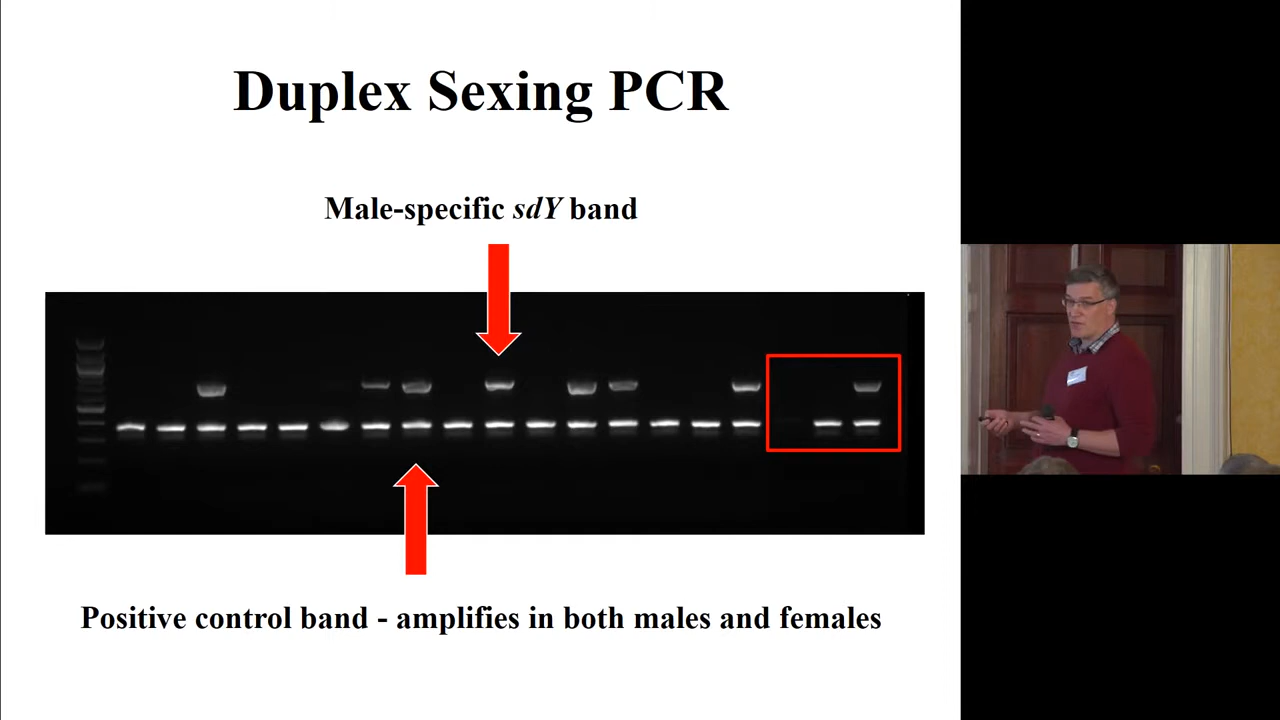 Duplex Sexing PCR
Male-specific sdY band
Positive control band - amplifies in both males and females